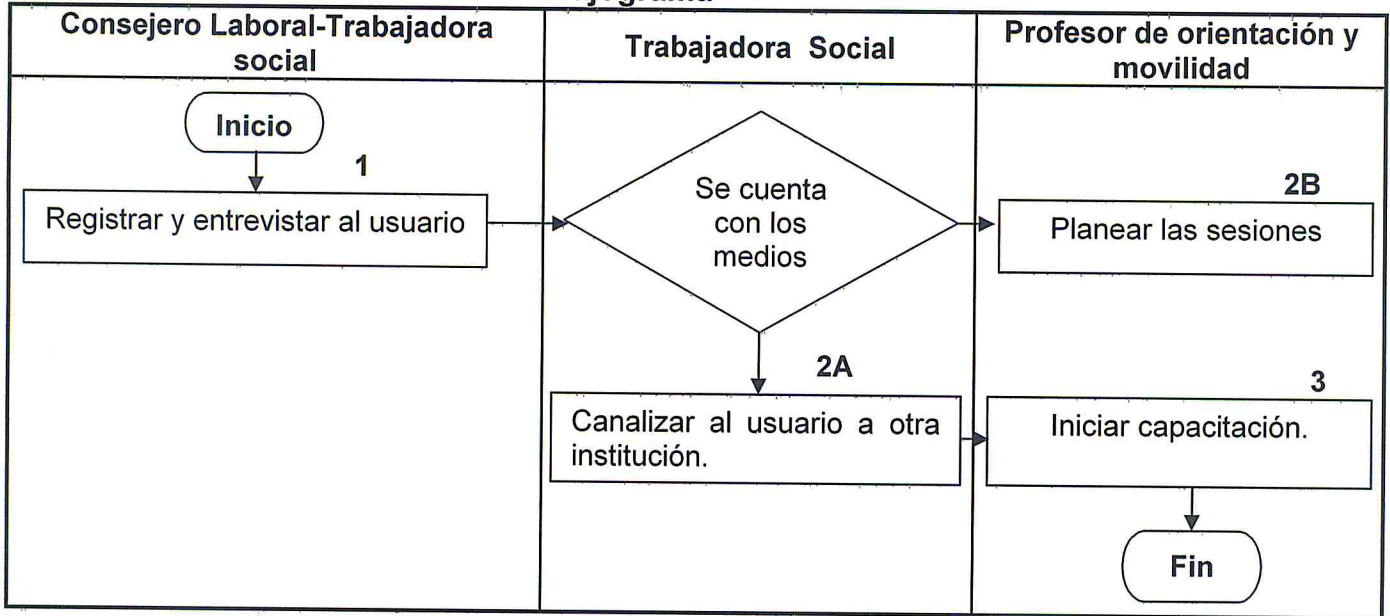 Consejero Laboral-Trabajadora
social
Trabajadora Social
Profesor de orientación y
movilidad
Inicio
1
Registrar y entrevistar al usuario
Se cuenta
con los
medios
2B
Planear las sesiones
2A
Canalizar al usuario a otra
institución.
3
Iniciar capacitación.
Fin